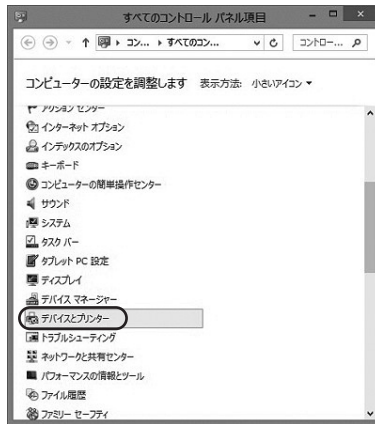 すべてのコントロール パネル項目
コン... すべてのコン... コントロー...
コンピューターの設定を調整します 表示方法: 小さいアイコン
アクション センター
インターネット オプション
インデックスのオプション
キーボード
コンピューターの簡単操作センター
サウンド
システム
タスク バー
タブレット PC 設定
ディスプレイ
デバイス マネージャー
デバイスとプリンター
トラブルシューティング
ネットワークと共有センター
パフォーマンスの情報とツール
ファイル履歴
ファミリー セーフティ